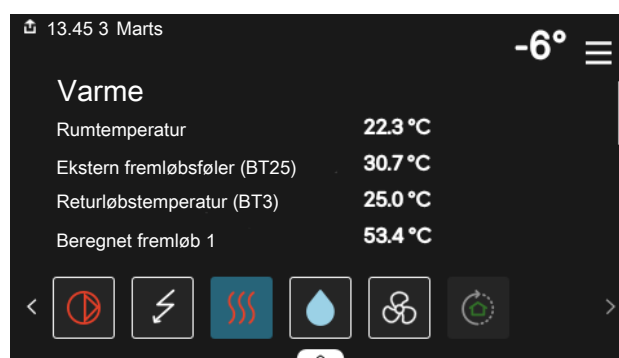 13.45 3 Marts
-6°
Varme
Rumtemperatur 22.3 °C
Ekstern fremløbsføler (BT25) 30.7 °C
Returløbstemperatur (BT3) 25.0 °C
Beregnet fremløb 1 53.4 °C